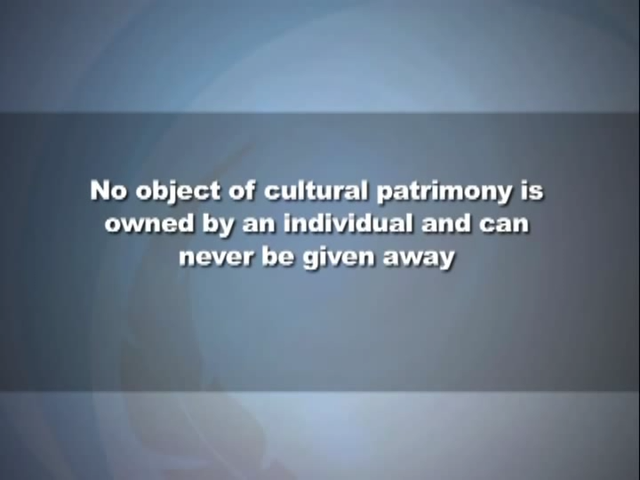 No object of cultural patrimony is
owned by an individual and can
never be given away